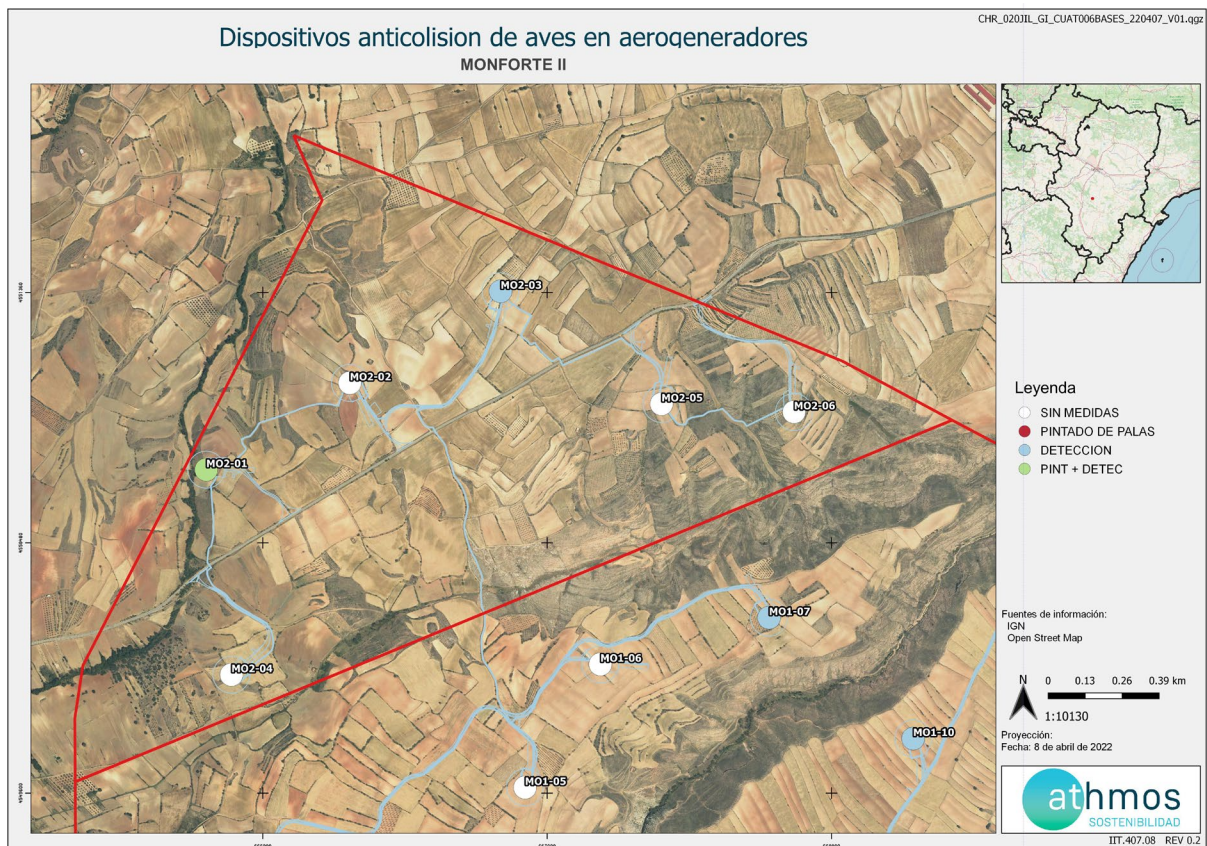 CHR_020JIL_GI_CUAT006BASES_220407_V01.qgz
Dispositivos anticolision de aves en aerogeneradores
MONFORTE II
MO2-03
MO2-02
MO2-05
MO2-06
MO2-01
MO2-04
MO1-07
MO1-06
MO1-10
MO1-05
Leyenda
SIN MEDIDAS
PINTADO DE PALAS
DETECCION
PINT + DETEC
Fuentes de información:
IGN
Open Street Map
N
0 0.13 0.26 0.39 km
1:10130
Proyección:
Fecha: 8 de abril de 2022
athmos
SOSTENIBILIDAD
IIT.407.08 REV 0.2